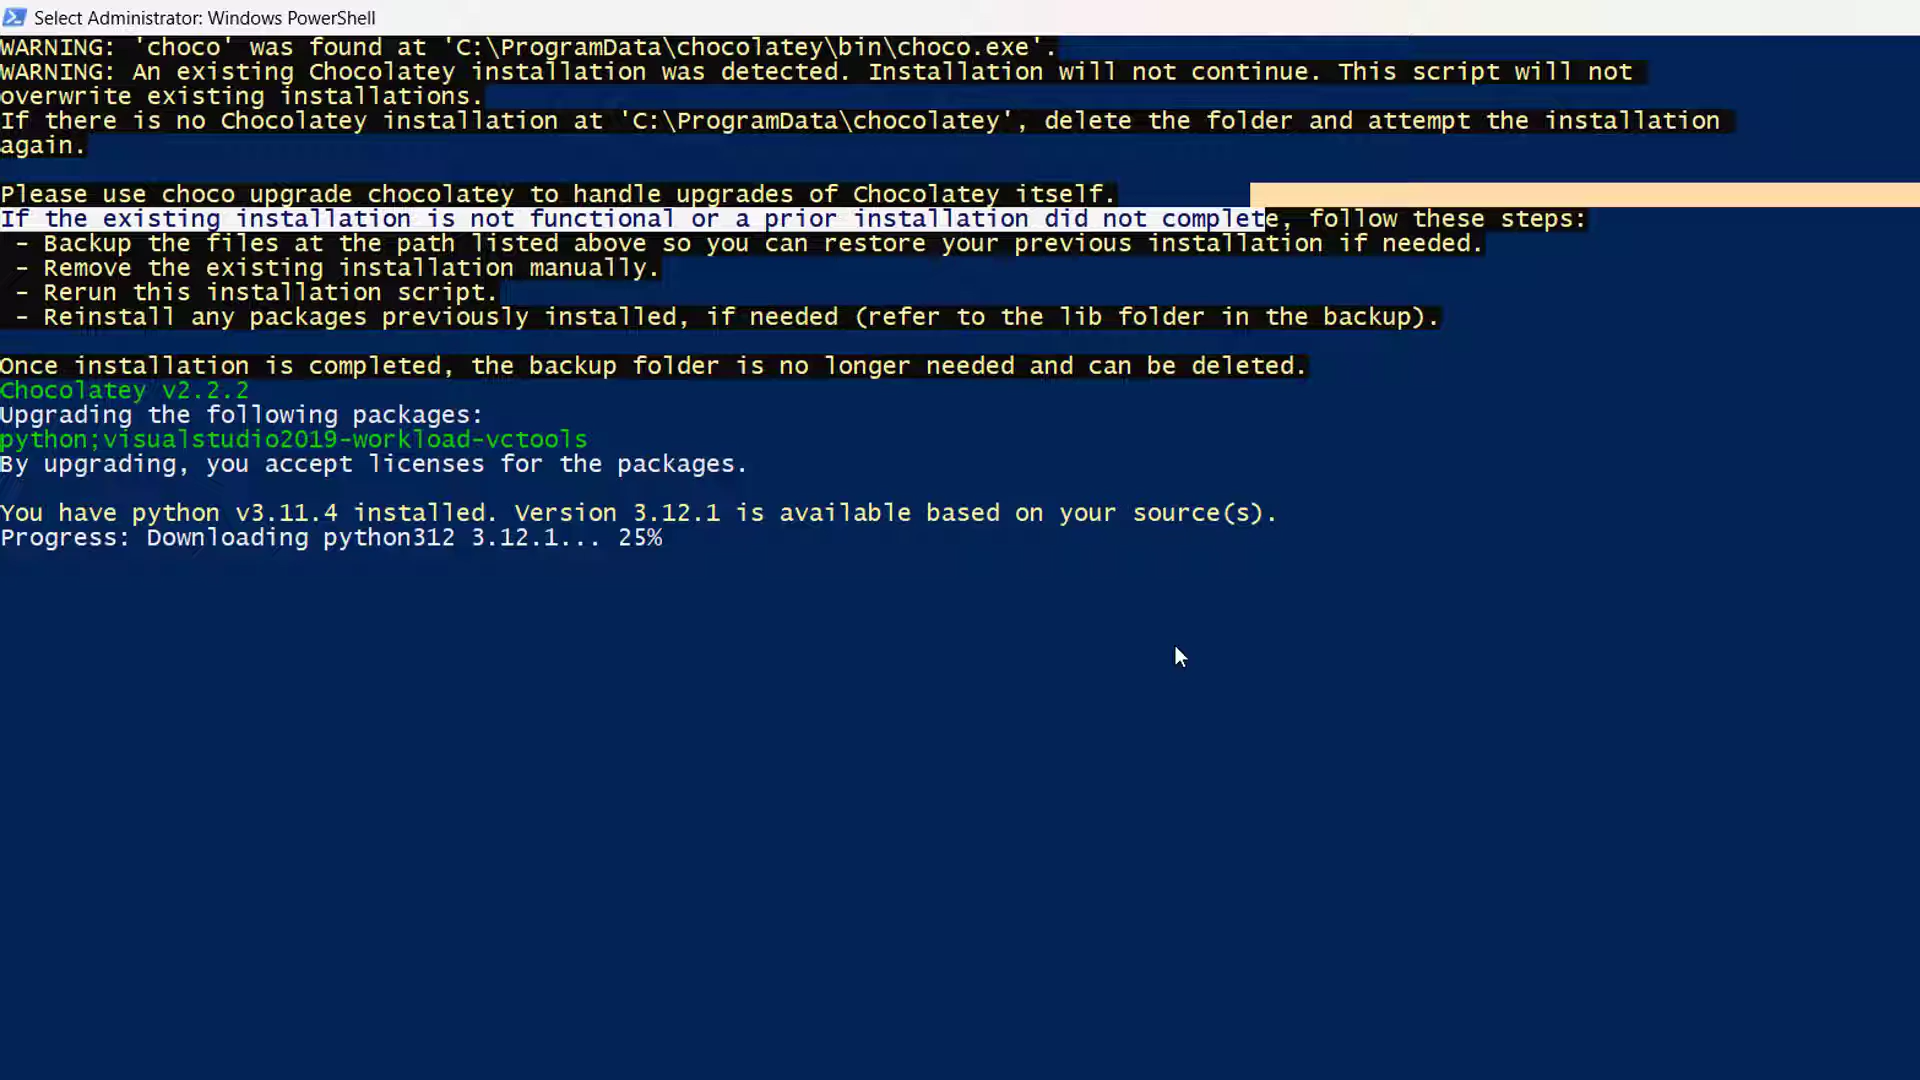 Select Administrator: Windows PowerShell
WARNING: 'choco' was found at 'C:\ProgramData\chocolatey\bin\choco.exe'.
WARNING: An existing Chocolatey installation was detected. Installation will not continue. This script will not
overwrite existing installations.
If there is no Chocolatey installation at 'C:\ProgramData\chocolatey', delete the folder and attempt the installation
again.
Please use choco upgrade chocolatey to handle upgrades of Chocolatey itself.
If the existing installation is not functional or a prior installation did not complete, follow these steps:
- Backup the files at the path listed above so you can restore your previous installation if needed.
- Remove the existing installation manually.
- Rerun this installation script.
- Reinstall any packages previously installed, if needed (refer to the lib folder in the backup).
Once installation is completed, the backup folder is no longer needed and can be deleted.
Chocolatey v2.2.2
Upgrading the following packages:
python;visualstudio2019-workload-vctools
By upgrading, you accept licenses for the packages.
You have python v3.11.4 installed. Version 3.12.1 is available based on your source(s).
Progress: Downloading python312 3.12.1... 25%